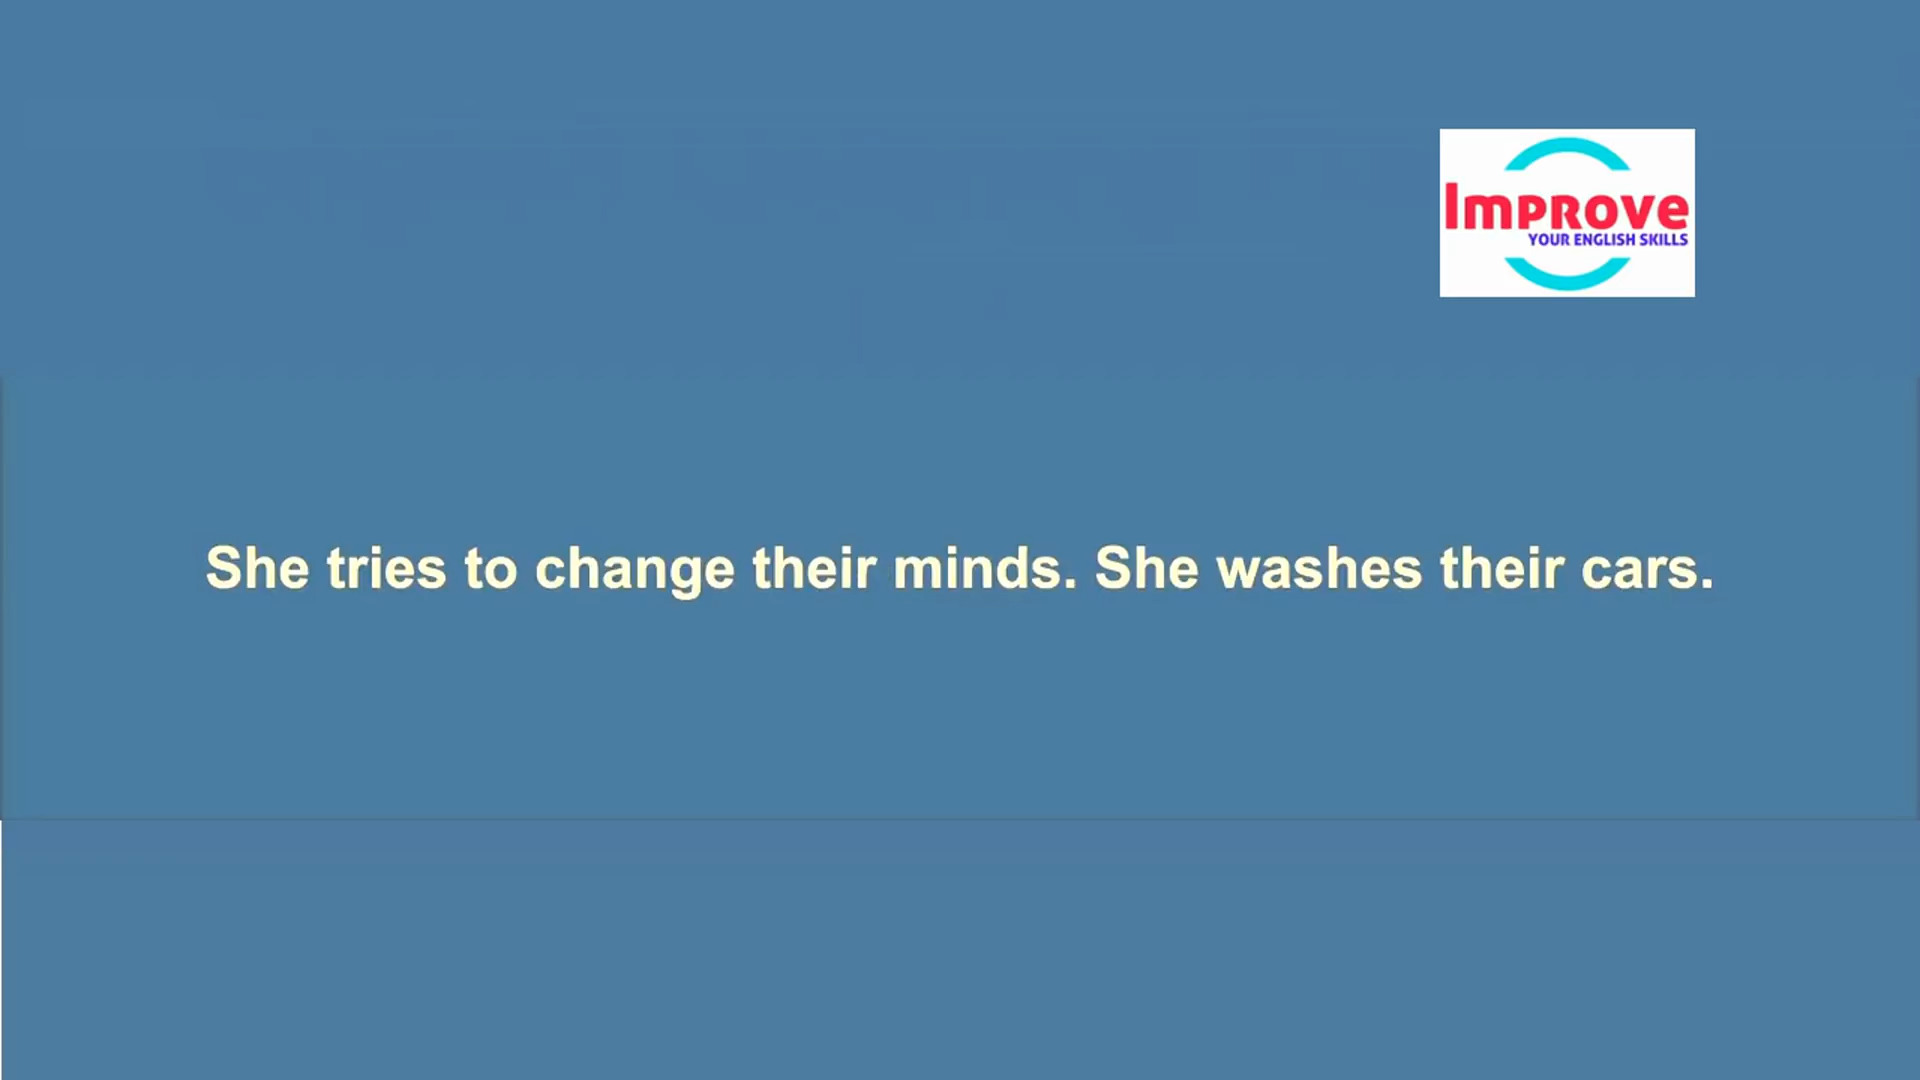 Improve
YOUR ENGLISH SKILLS
She tries to change their minds. She washes their cars.